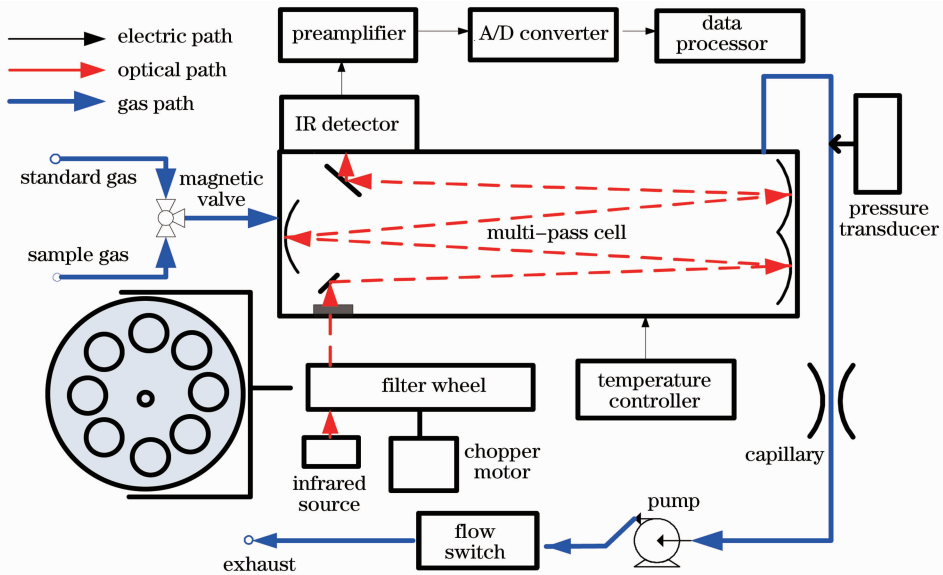 electric path
optical path
gas path
preamplifier
A/D converter
data
processor
IR detector
standard gas
magnetic
valve
sample gas
multi-pass cell
pressure
transducer
filter wheel
temperature
controller
infrared
source
chopper
motor
capillary
pump
flow
switch
exhaust